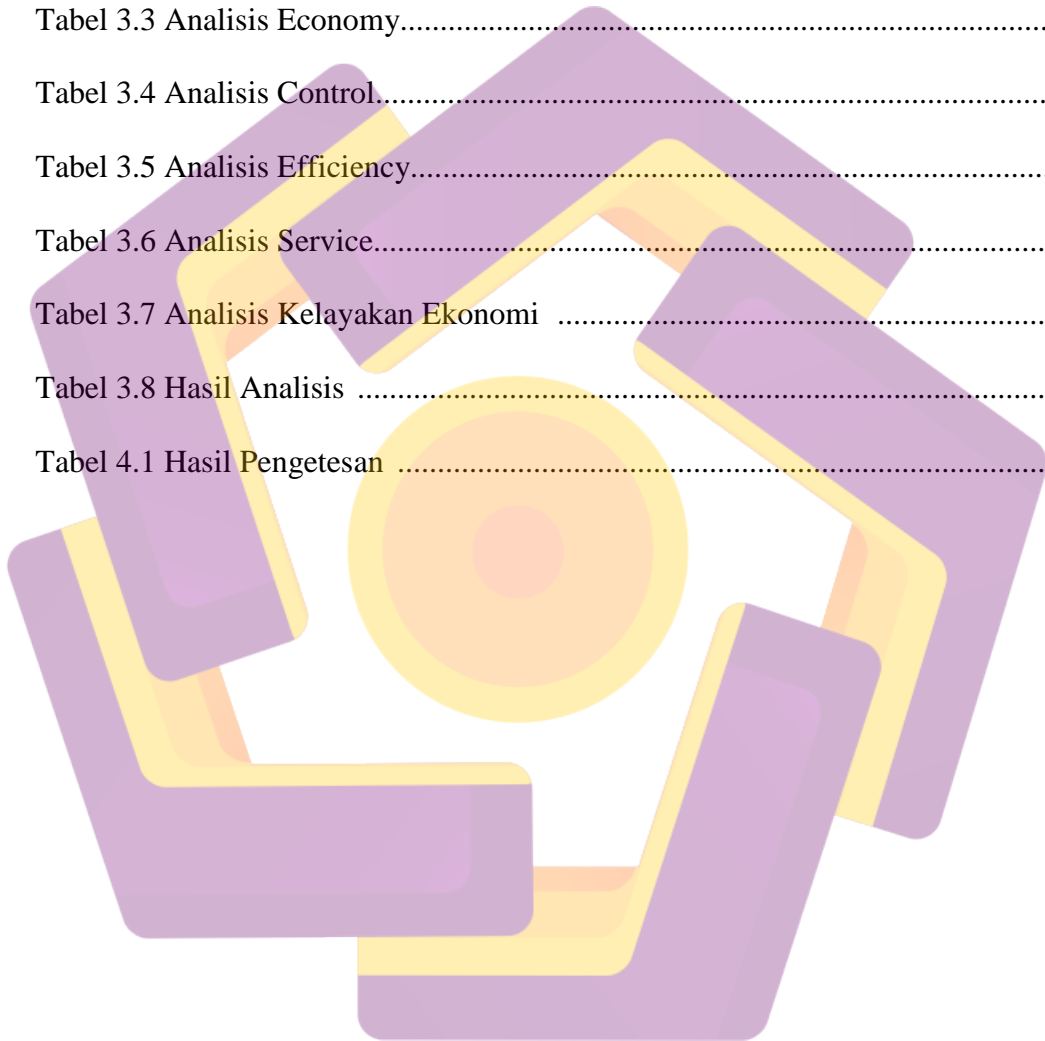 Tabel 3.3 Analisis Economy..........................................................................................
Tabel 3.4 Analisis Control.............................................................................................
Tabel 3.5 Analisis Efficiency.........................................................................................
Tabel 3.6 Analisis Service.............................................................................................
Tabel 3.7 Analisis Kelayakan Ekonomi ..................................................................
Tabel 3.8 Hasil Analisis ...............................................................................................
Tabel 4.1 Hasil Pengetesan ..........................................................................................